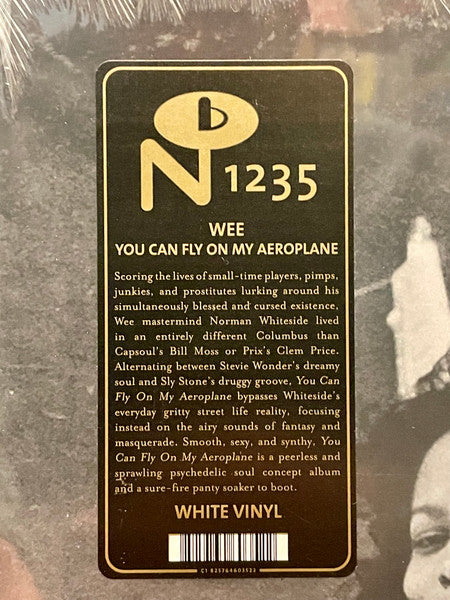 N 1235
WEE
YOU CAN FLY ON MY AEROPLANE
Scoring the lives of small-time players, pimps,
junkies, and prostitutes lurking around his
simultaneously blessed and cursed existence,
Wee mastermind Norman Whiteside lived
in an entirely different Columbus than
Capsoul's Bill Moss or Prix's Clem Price.
Alternating between Stevie Wonder's dreamy
soul and Sly Stone's druggy groove, You Can
Fly On My Aeroplane bypasses Whiteside's
everyday gritty street life reality, focusing
instead on the airy sounds of fantasy and
masquerade. Smooth, sexy, and synthy, You
Can Fly On My Aeroplane is a peerless and
sprawling psychedelic soul concept album
and a sure-fire panty soaker to boot.
WHITE VINYL
C1 825764603522